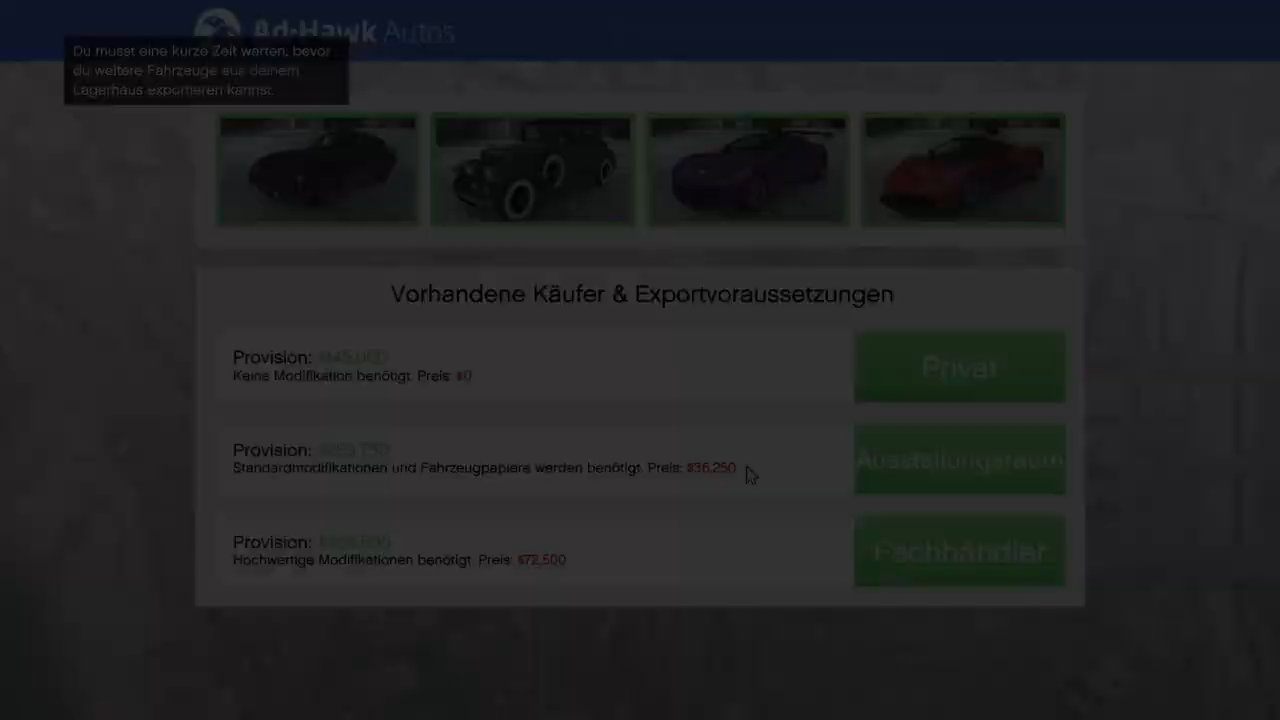 Ad-Hawk Autos
Du musst eine kurze Zeit warten, bevor
du weitere Fahrzeuge aus deinem
Lagerhaus exportieren kannst.
Vorhandene Käufer & Exportvoraussetzungen
Provision:
Keine Modifikation benötigt. Preis: $0
Privat
Provision:
Standardmodifikationen und Fahrzeugpapiere werden benötigt. Preis: $36,250
Ausstellungsraum
Provision:
Hochwertige Modifikationen benötigt. Preis: $72,500
Fachhändler